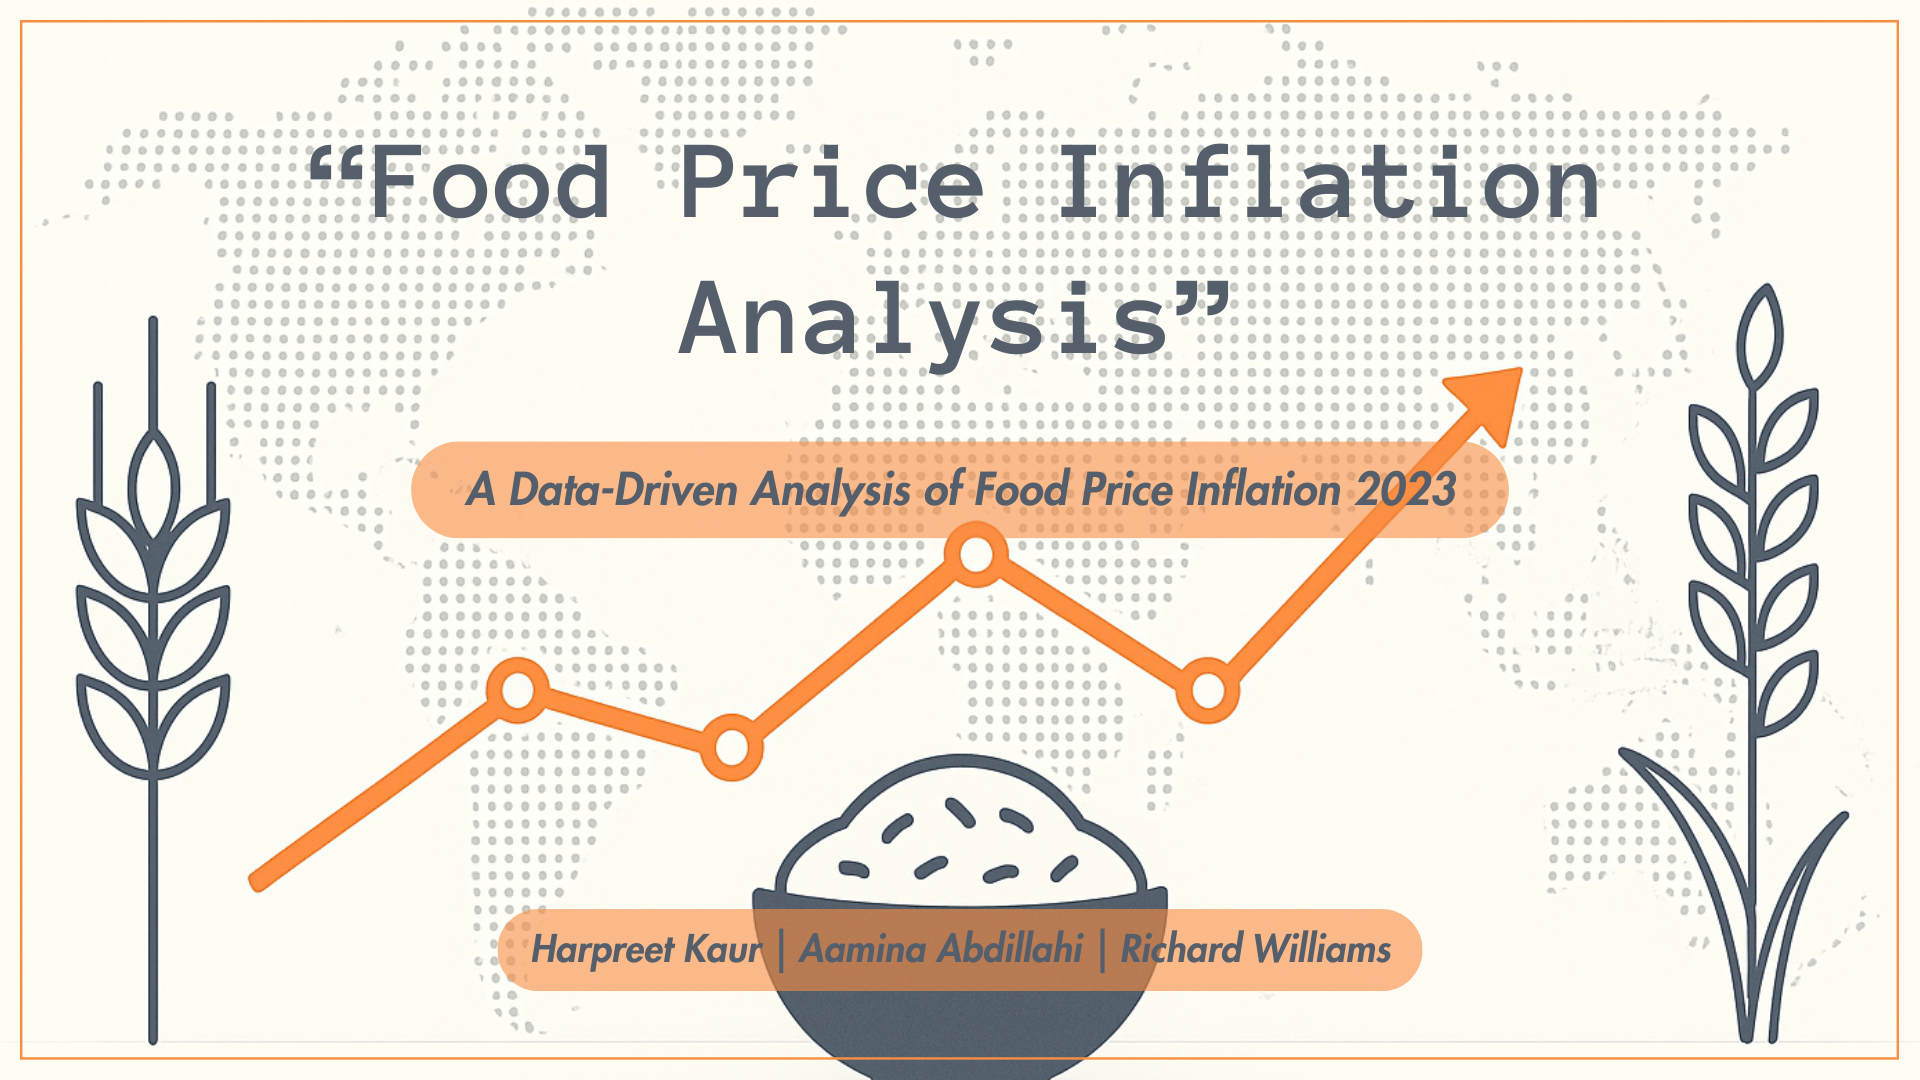 “Food Price Inflation
Analysis”
A Data-Driven Analysis of Food Price Inflation 2023
Harpreet Kaur | Aamina Abdillahi | Richard Williams